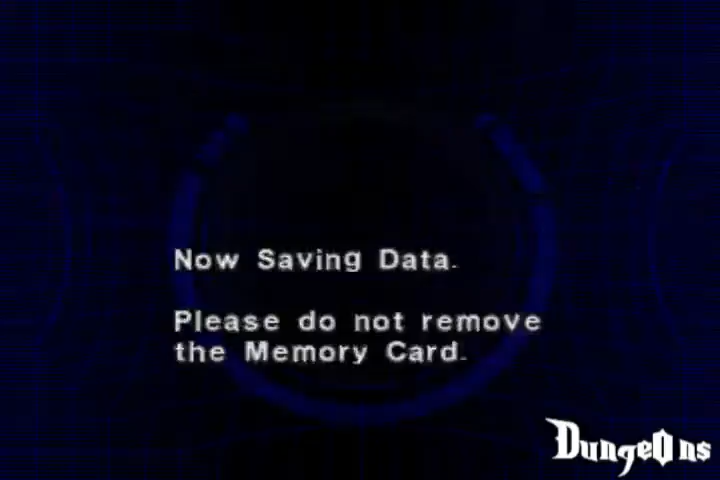 Now Saving Data.
Please do not remove
the Memory Card.
DungeOns